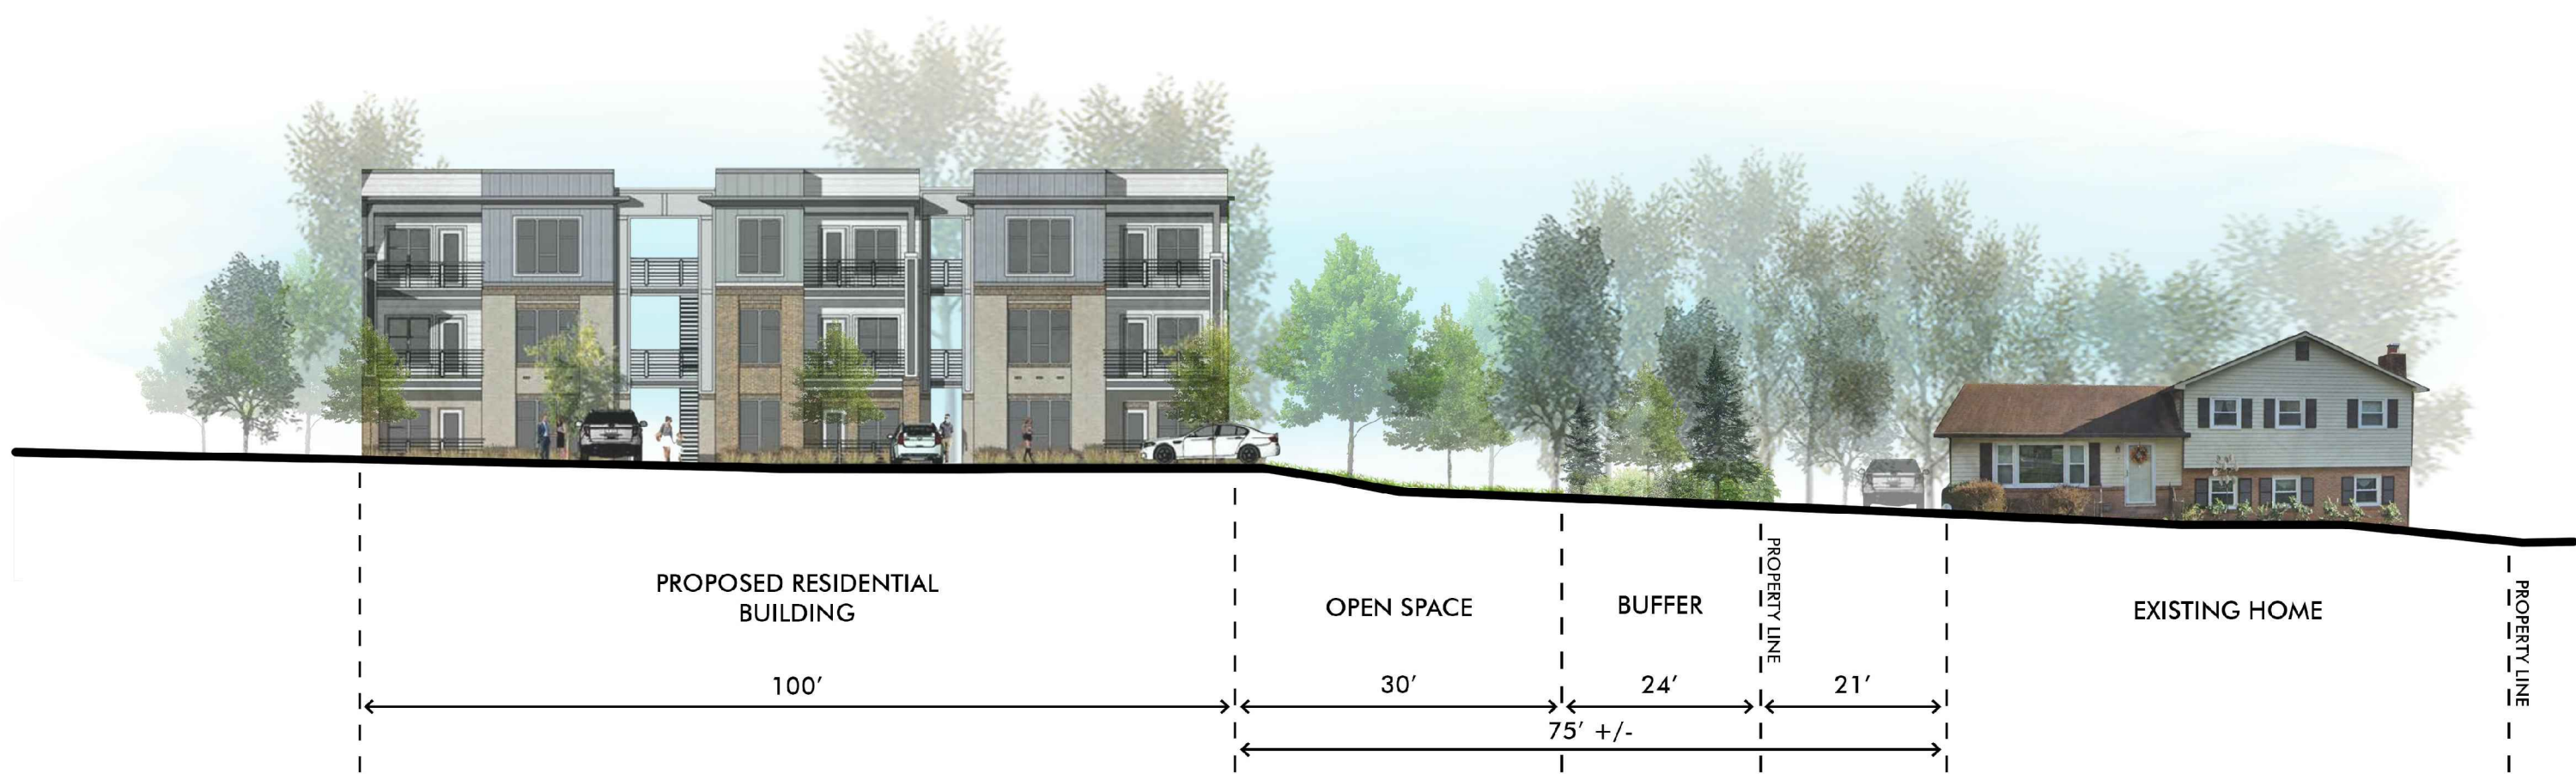 PROPOSED RESIDENTIAL
BUILDING
OPEN SPACE
BUFFER
PROPERTY LINE
EXISTING HOME
PROPERTY LINE
100'
30'
24'
21'
75' +/-